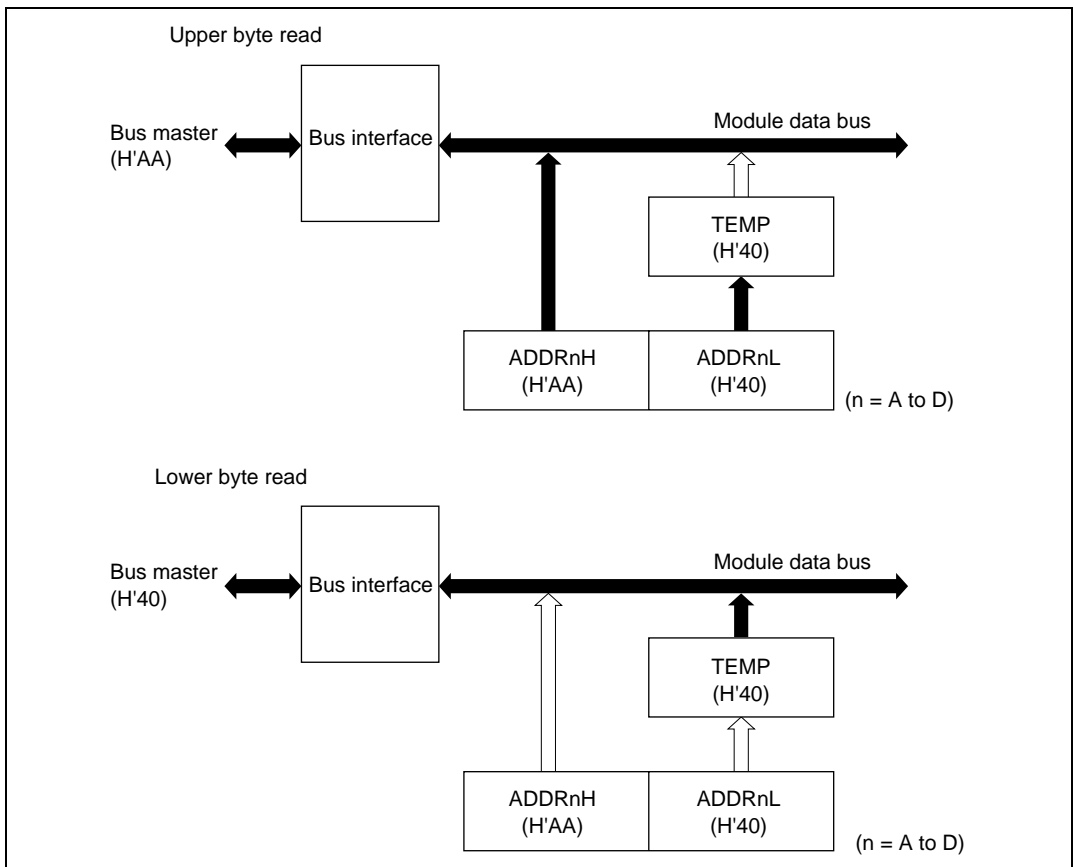 Upper byte read
Bus master
(H'AA)
Bus interface
Module data bus
TEMP
(H'40)
ADDRnH
(H'AA)
ADDRnL
(H'40)
(n = A to D)
Lower byte read
Bus master
(H'40)
Bus interface
Module data bus
TEMP
(H'40)
ADDRnH
(H'AA)
ADDRnL
(H'40)
(n = A to D)